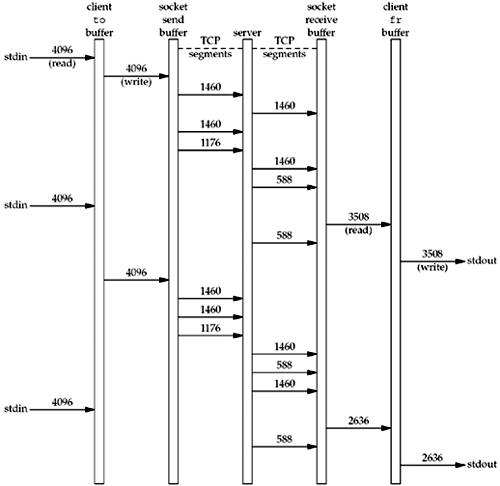 client socket socket client
to send receive fr
buffer buffer server buffer buffer
TCP TCP
segments segments
stdin 4096
(read)
4096
(write)
1460
1460
1460
1176
1460
588
stdin 4096
3508
(read)
588
3508 stdout
(write)
4096
1460
1460
1176
1460
588
1460
stdin 4096
2636
588
2636 stdout